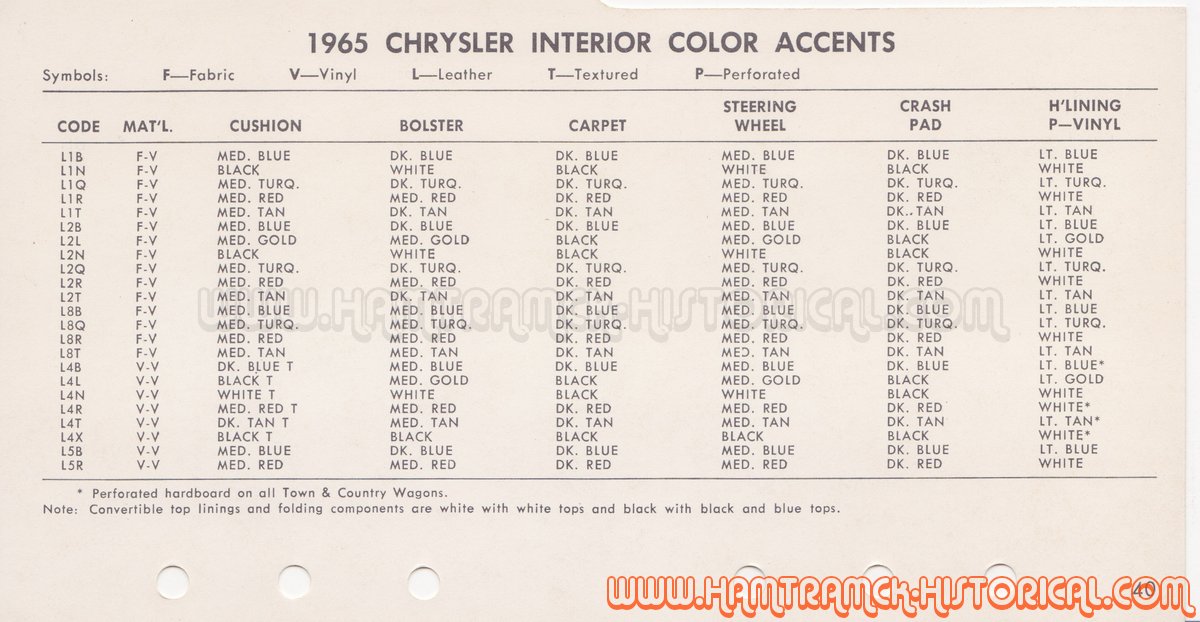 1965 CHRYSLER INTERIOR COLOR ACCENTS
Symbols: F—Fabric V—Vinyl L—Leather T—Textured P—Perforated
CODE MAT'L. CUSHION BOLSTER CARPET STEERING WHEEL CRASH PAD H'LINING P—VINYL
L1B F-V MED. BLUE DK. BLUE DK. BLUE MED. BLUE DK. BLUE LT. BLUE
L1N F-V BLACK WHITE BLACK WHITE BLACK WHITE
L1Q F-V MED. TURQ. DK. TURQ. DK. TURQ. MED. TURQ. DK. TURQ. LT. TURQ.
L1R F-V MED. RED MED. RED DK. RED MED. RED DK. RED WHITE
L1T F-V MED. TAN DK. TAN DK. TAN MED. TAN DK. TAN LT. TAN
L2B F-V MED. BLUE DK. BLUE DK. BLUE MED. BLUE DK. BLUE LT. BLUE
L2L F-V MED. GOLD MED. GOLD BLACK MED. GOLD BLACK LT. GOLD
L2N F-V BLACK WHITE BLACK WHITE BLACK WHITE
L2Q F-V MED. TURQ. DK. TURQ. DK. TURQ. MED. TURQ. DK. TURQ. LT. TURQ.
L2R F-V MED. RED MED. RED DK. RED MED. RED DK. RED WHITE
L2T F-V MED. TAN DK. TAN DK. TAN MED. TAN DK. TAN LT. TAN
L8B F-V MED. BLUE MED. BLUE DK. BLUE MED. BLUE DK. BLUE LT. BLUE
L8Q F-V MED. TURQ. MED. TURQ. DK. TURQ. MED. TURQ. DK. TURQ. LT. TURQ.
L8R F-V MED. RED MED. RED DK. RED MED. RED DK. RED WHITE
L8T F-V MED. TAN MED. TAN DK. TAN MED. TAN DK. TAN LT. TAN
L4B V-V DK. BLUE T MED. BLUE DK. BLUE MED. BLUE DK. BLUE LT. BLUE*
L4L V-V BLACK T MED. GOLD BLACK MED. GOLD BLACK LT. GOLD
L4N V-V WHITE T WHITE BLACK WHITE BLACK WHITE
L4R V-V MED. RED T MED. RED DK. RED MED. RED DK. RED WHITE*
L4T V-V DK. TAN T MED. TAN DK. TAN MED. TAN DK. TAN LT. TAN*
L4X V-V BLACK T BLACK BLACK BLACK BLACK WHITE*
L5B V-V MED. BLUE DK. BLUE DK. BLUE MED. BLUE DK. BLUE LT. BLUE
L5R V-V MED. RED MED. RED DK. RED MED. RED DK. RED WHITE
WWW.HAMTRAMCK-HISTORICAL.COM
* Perforated hardboard on all Town & Country Wagons.
Note: Convertible top linings and folding components are white with white tops and black with black and blue tops.
40
WWW.HAMTRAMCK-HISTORICAL.COM